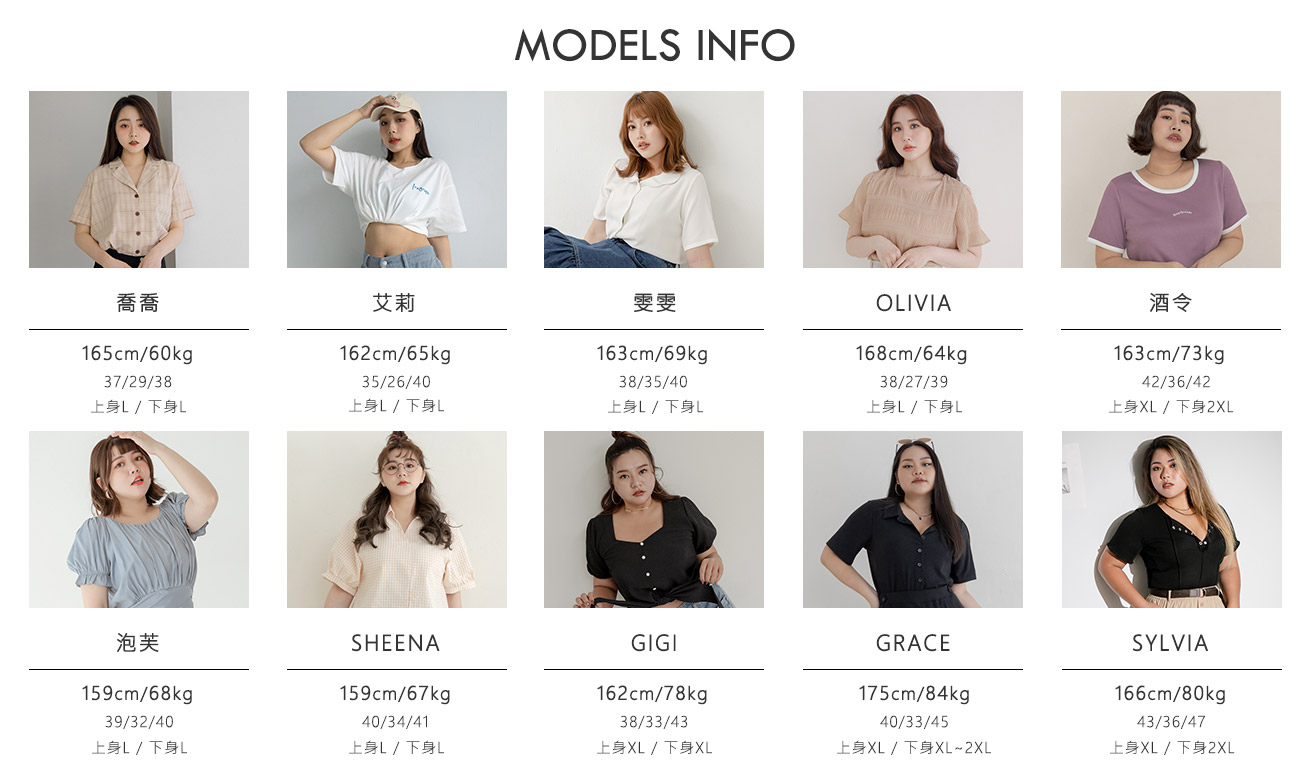 MODELS INFO
喬喬
165cm/60kg
37/29/38
上身L / 下身L
艾莉
162cm/65kg
35/26/40
上身L / 下身L
雯雯
163cm/69kg
38/35/40
上身L / 下身L
OLIVIA
168cm/64kg
38/27/39
上身L / 下身L
酒令
163cm/73kg
42/36/42
上身XL / 下身2XL
泡芙
159cm/68kg
39/32/40
上身L / 下身L
SHEENA
159cm/67kg
40/34/41
上身L / 下身L
GIGI
162cm/78kg
38/33/43
上身XL / 下身XL
GRACE
175cm/84kg
40/33/45
上身XL / 下身XL~2XL
SYLVIA
166cm/80kg
43/36/47
上身XL / 下身2XL